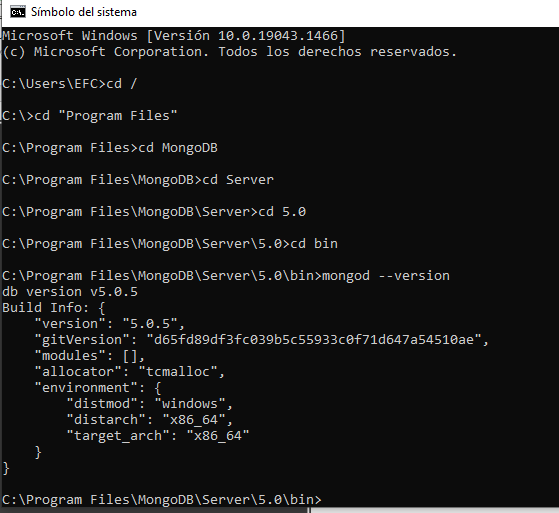 Símbolo del sistema
Microsoft Windows [Versión 10.0.19043.1466]
(c) Microsoft Corporation. Todos los derechos reservados.
C:\Users\EFC>cd /
C:\>cd "Program Files"
C:\Program Files>cd MongoDB
C:\Program Files\MongoDB>cd Server
C:\Program Files\MongoDB\Server>cd 5.0
C:\Program Files\MongoDB\Server\5.0>cd bin
C:\Program Files\MongoDB\Server\5.0\bin>mongod --version
db version v5.0.5
Build Info: {
    "version": "5.0.5",
    "gitVersion": "d65fd89df3fc039b5c55933c0f71d647a54510ae",
    "modules": [],
    "allocator": "tcmalloc",
    "environment": {
        "distmod": "windows",
        "distarch": "x86_64",
        "target_arch": "x86_64"
    }
}
C:\Program Files\MongoDB\Server\5.0\bin>